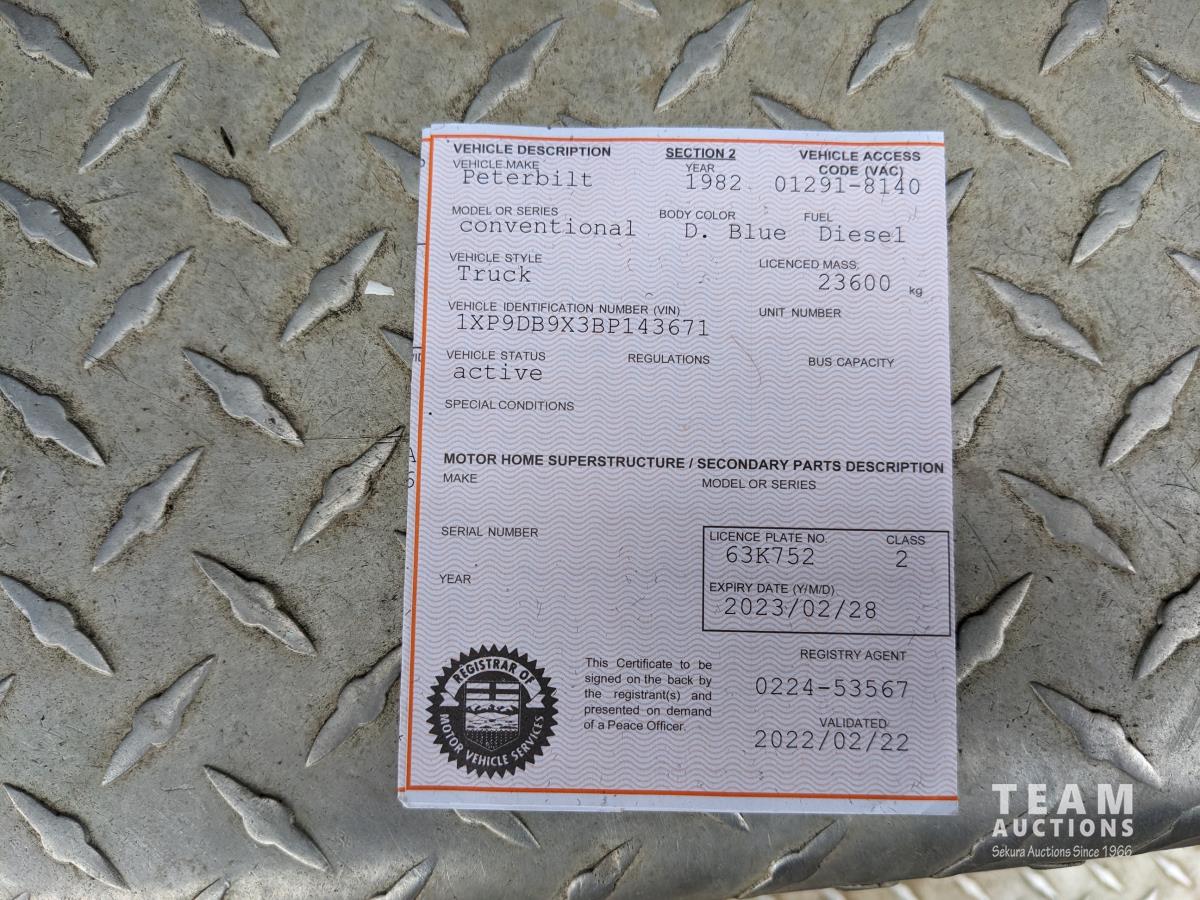 VEHICLE DESCRIPTION SECTION 2 VEHICLE ACCESS
VEHICLE MAKE YEAR CODE (VAC)
Peterbilt 1982 01291-8140
MODEL OR SERIES BODY COLOR FUEL
conventional D. Blue Diesel
VEHICLE STYLE LICENCED MASS
Truck 23600 kg
VEHICLE IDENTIFICATION NUMBER (VIN) UNIT NUMBER
1XP9DB9X3BP143671
VEHICLE STATUS REGULATIONS BUS CAPACITY
active
SPECIAL CONDITIONS
MOTOR HOME SUPERSTRUCTURE / SECONDARY PARTS DESCRIPTION
MAKE MODEL OR SERIES
SERIAL NUMBER
LICENCE PLATE NO. CLASS
63K752 2
YEAR
EXPIRY DATE (Y/M/D)
2023/02/28
REGISTRY AGENT
0224-53567
VALIDATED
2022/02/22
This Certificate to be
signed on the back by
the registrant(s) and
presented on demand
of a Peace Officer.
REGISTRAR OF
MOTOR VEHICLE SERVICES
TEAM
AUCTIONS
Sekura Auctions Since 1966